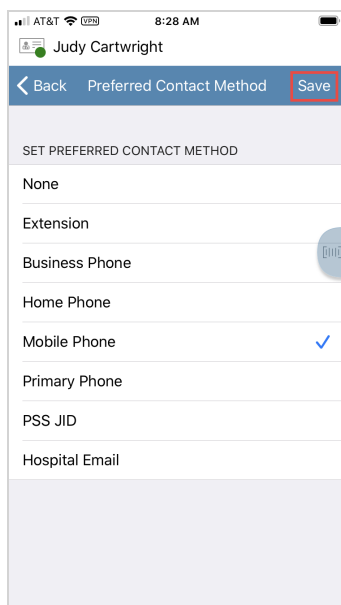 AT&T VPN 8:28 AM
Judy Cartwright
Back Preferred Contact Method Save
SET PREFERRED CONTACT METHOD
None
Extension
Business Phone
Home Phone
Mobile Phone
Primary Phone
PSS JID
Hospital Email